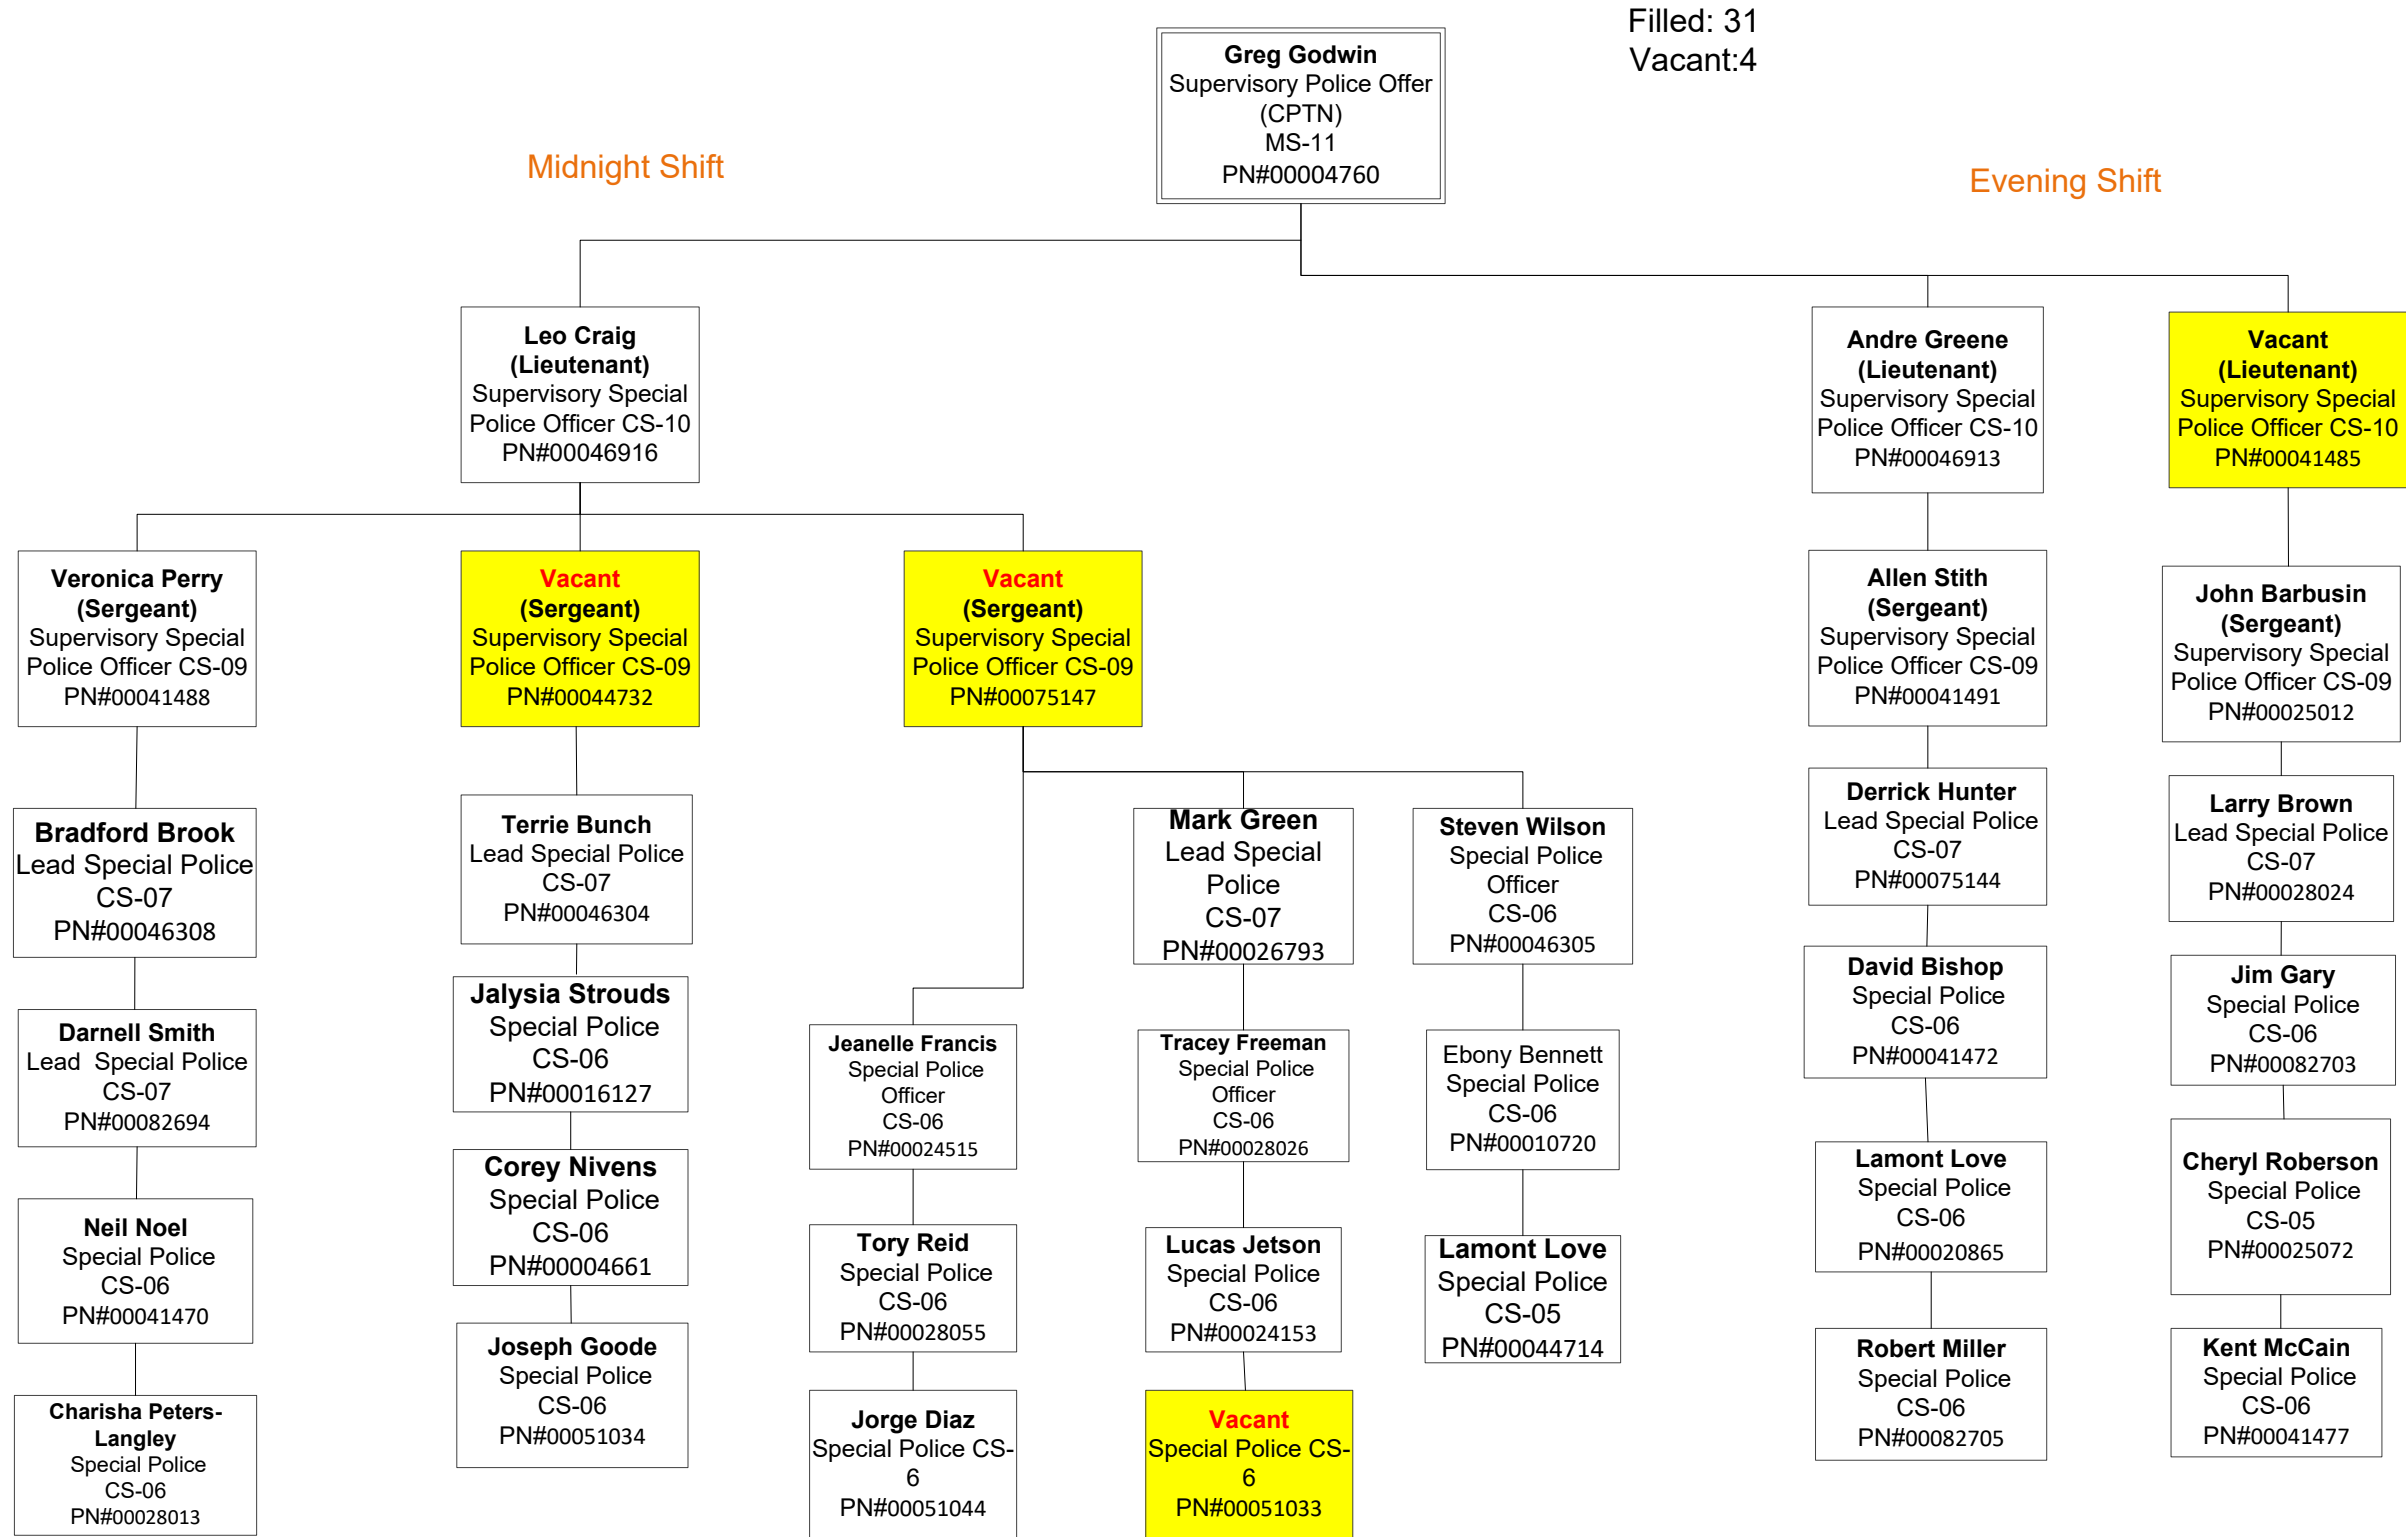 Filled: 31
Vacant:4
Greg Godwin
Supervisory Police Offer
(CPTN)
MS-11
PN#00004760
Midnight Shift
Evening Shift
Leo Craig
(Lieutenant)
Supervisory Special
Police Officer CS-10
PN#00046916
Andre Greene
(Lieutenant)
Supervisory Special
Police Officer CS-10
PN#00046913
Vacant
(Lieutenant)
Supervisory Special
Police Officer CS-10
PN#00041485
Veronica Perry
(Sergeant)
Supervisory Special
Police Officer CS-09
PN#00041488
Vacant
(Sergeant)
Supervisory Special
Police Officer CS-09
PN#00044732
Vacant
(Sergeant)
Supervisory Special
Police Officer CS-09
PN#00075147
Allen Stith
(Sergeant)
Supervisory Special
Police Officer CS-09
PN#00041491
John Barbusin
(Sergeant)
Supervisory Special
Police Officer CS-09
PN#00025012
Bradford Brook
Lead Special Police
CS-07
PN#00046308
Terrie Bunch
Lead Special Police
CS-07
PN#00046304
Mark Green
Lead Special
Police
CS-07
PN#00026793
Steven Wilson
Special Police
Officer
CS-06
PN#00046305
Derrick Hunter
Lead Special Police
CS-07
PN#00075144
Larry Brown
Lead Special Police
CS-07
PN#00028024
Darnell Smith
Lead  Special Police
CS-07
PN#00082694
Jalysia Strouds
Special Police
CS-06
PN#00016127
Jeanelle Francis
Special Police
Officer
CS-06
PN#00024515
Tracey Freeman
Special Police
Officer
CS-06
PN#00028026
Ebony Bennett
Special Police
CS-06
PN#00010720
David Bishop
Special Police
CS-06
PN#00041472
Jim Gary
Special Police
CS-06
PN#00082703
Neil Noel
Special Police
CS-06
PN#00041470
Corey Nivens
Special Police
CS-06
PN#00004661
Tory Reid
Special Police
CS-06
PN#00028055
Lucas Jetson
Special Police
CS-06
PN#00024153
Lamont Love
Special Police
CS-05
PN#00044714
Lamont Love
Special Police
CS-06
PN#00020865
Cheryl Roberson
Special Police
CS-05
PN#00025072
Charisha Peters-
Langley
Special Police
CS-06
PN#00028013
Joseph Goode
Special Police
CS-06
PN#00051034
Jorge Diaz
Special Police CS-
6
PN#00051044
Vacant
Special Police CS-
6
PN#00051033
Robert Miller
Special Police
CS-06
PN#00082705
Kent McCain
Special Police
CS-06
PN#00041477